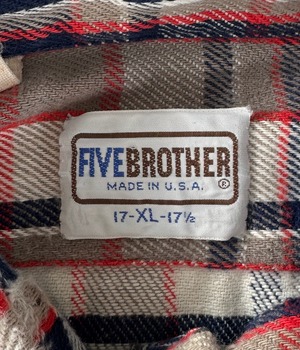 FIVEBROTHER
MADE IN U.S.A. ®
17-XL-17½